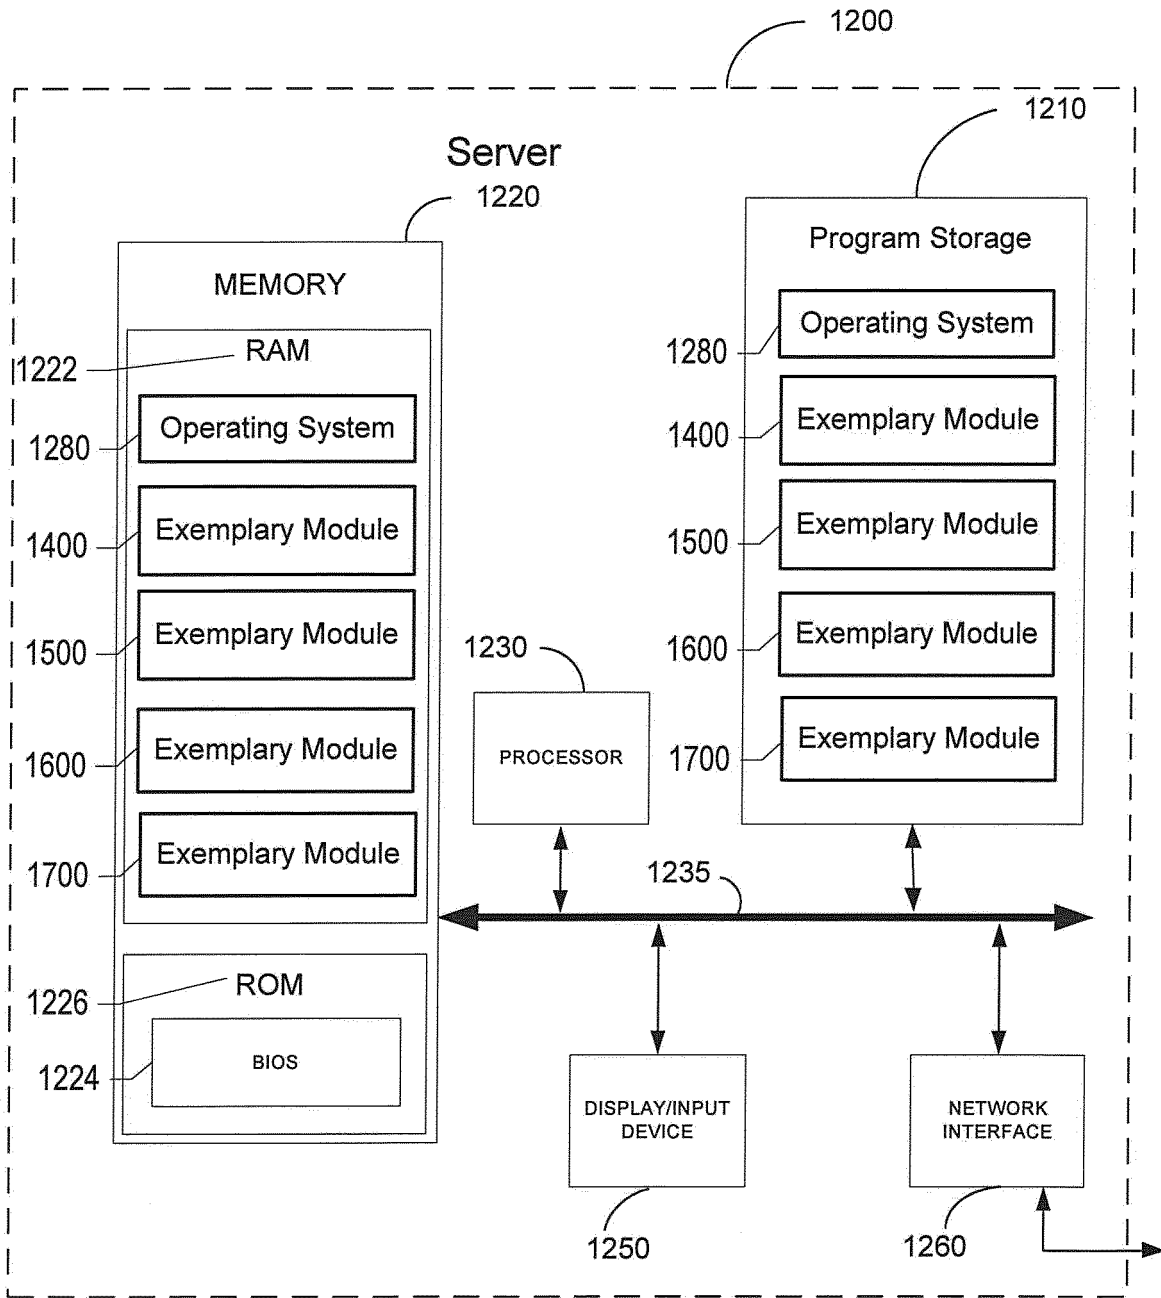 1200
1210
Server
1220
Program Storage
MEMORY
Operating System
1280
RAM
1222
Exemplary Module
1400
Operating System
1280
Exemplary Module
1500
Exemplary Module
1400
Exemplary Module
1600
Exemplary Module
1500
1230
Exemplary Module
1700
PROCESSOR
Exemplary Module
1600
Exemplary Module
1700
1235
ROM
1226
BIOS
1224
DISPLAY/INPUT
DEVICE
NETWORK
INTERFACE
1250
1260